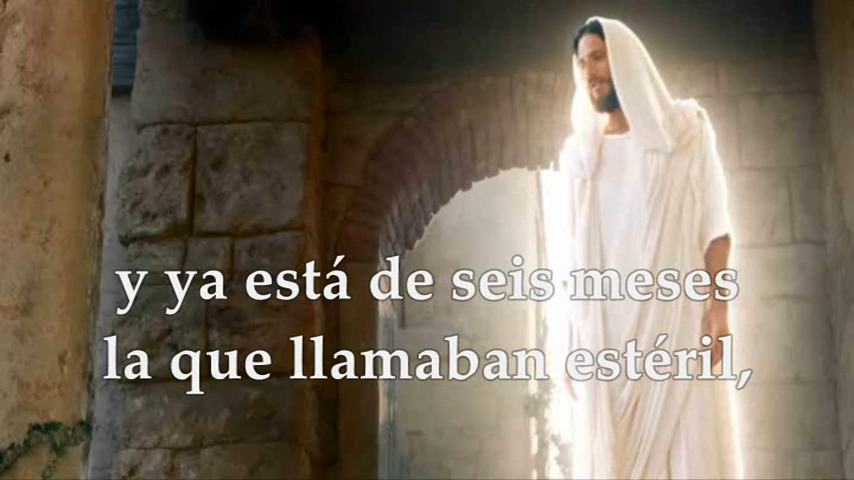 y ya está de seis meses
la que llamaban estéril,